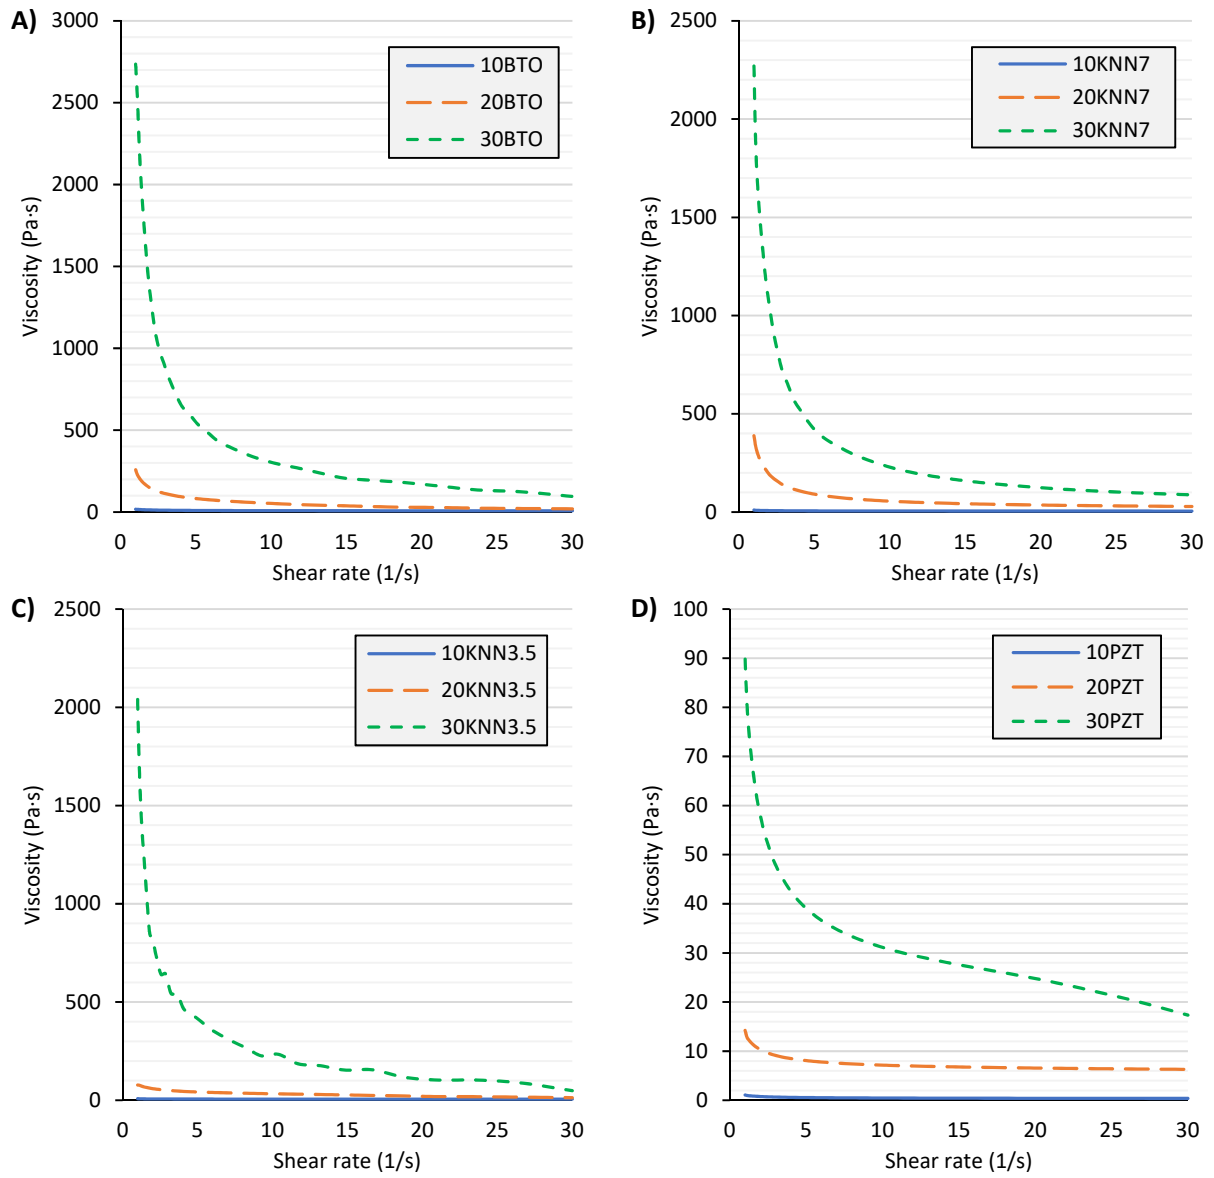 A)
3000
2500
2000
1500
1000
500
0
Viscosity (Pa·s)
10BTO
20BTO
30BTO
0 5 10 15 20 25 30
Shear rate (1/s)
B)
2500
2000
1500
1000
500
0
Viscosity (Pa·s)
10KNN7
20KNN7
30KNN7
0 5 10 15 20 25 30
Shear rate (1/s)
C)
2500
2000
1500
1000
500
0
Viscosity (Pa·s)
10KNN3.5
20KNN3.5
30KNN3.5
0 5 10 15 20 25 30
Shear rate (1/s)
D)
100
90
80
70
60
50
40
30
20
10
0
Viscosity (Pa·s)
10PZT
20PZT
30PZT
0 5 10 15 20 25 30
Shear rate (1/s)